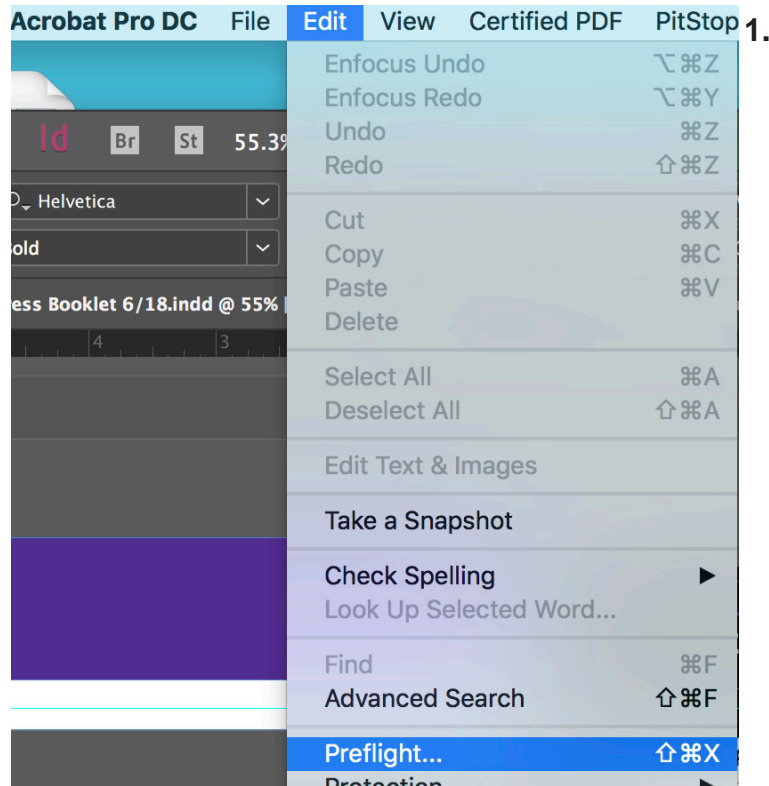 Acrobat Pro DC File Edit View Certified PDF PitStop 1.
Enfocus Undo ⌥⌘Z
Enfocus Redo ⌥⌘Y
Id Br St 55.3%
Undo ⌘Z
Redo ⇧⌘Z
Helvetica
Cut ⌘X
old
Copy ⌘C
ess Booklet 6/18.indd @ 55%
Paste ⌘V
Delete
4 3
Select All ⌘A
Deselect All ⇧⌘A
Edit Text & Images
Take a Snapshot
Check Spelling ▶
Look Up Selected Word...
Find ⌘F
Advanced Search ⇧⌘F
Preflight... ⇧⌘X
Protection ▶